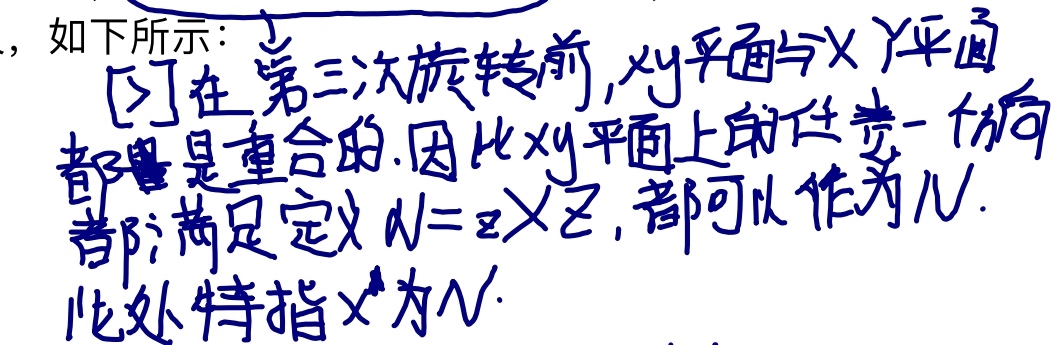 ，如下所示：
[>] 在第三次旋转前, xy平面与XY平面
都是重合的. 因此xy平面上的任意一方向
都满足定义 N=z×Z, 都可以作为N.
此处特指x为N.